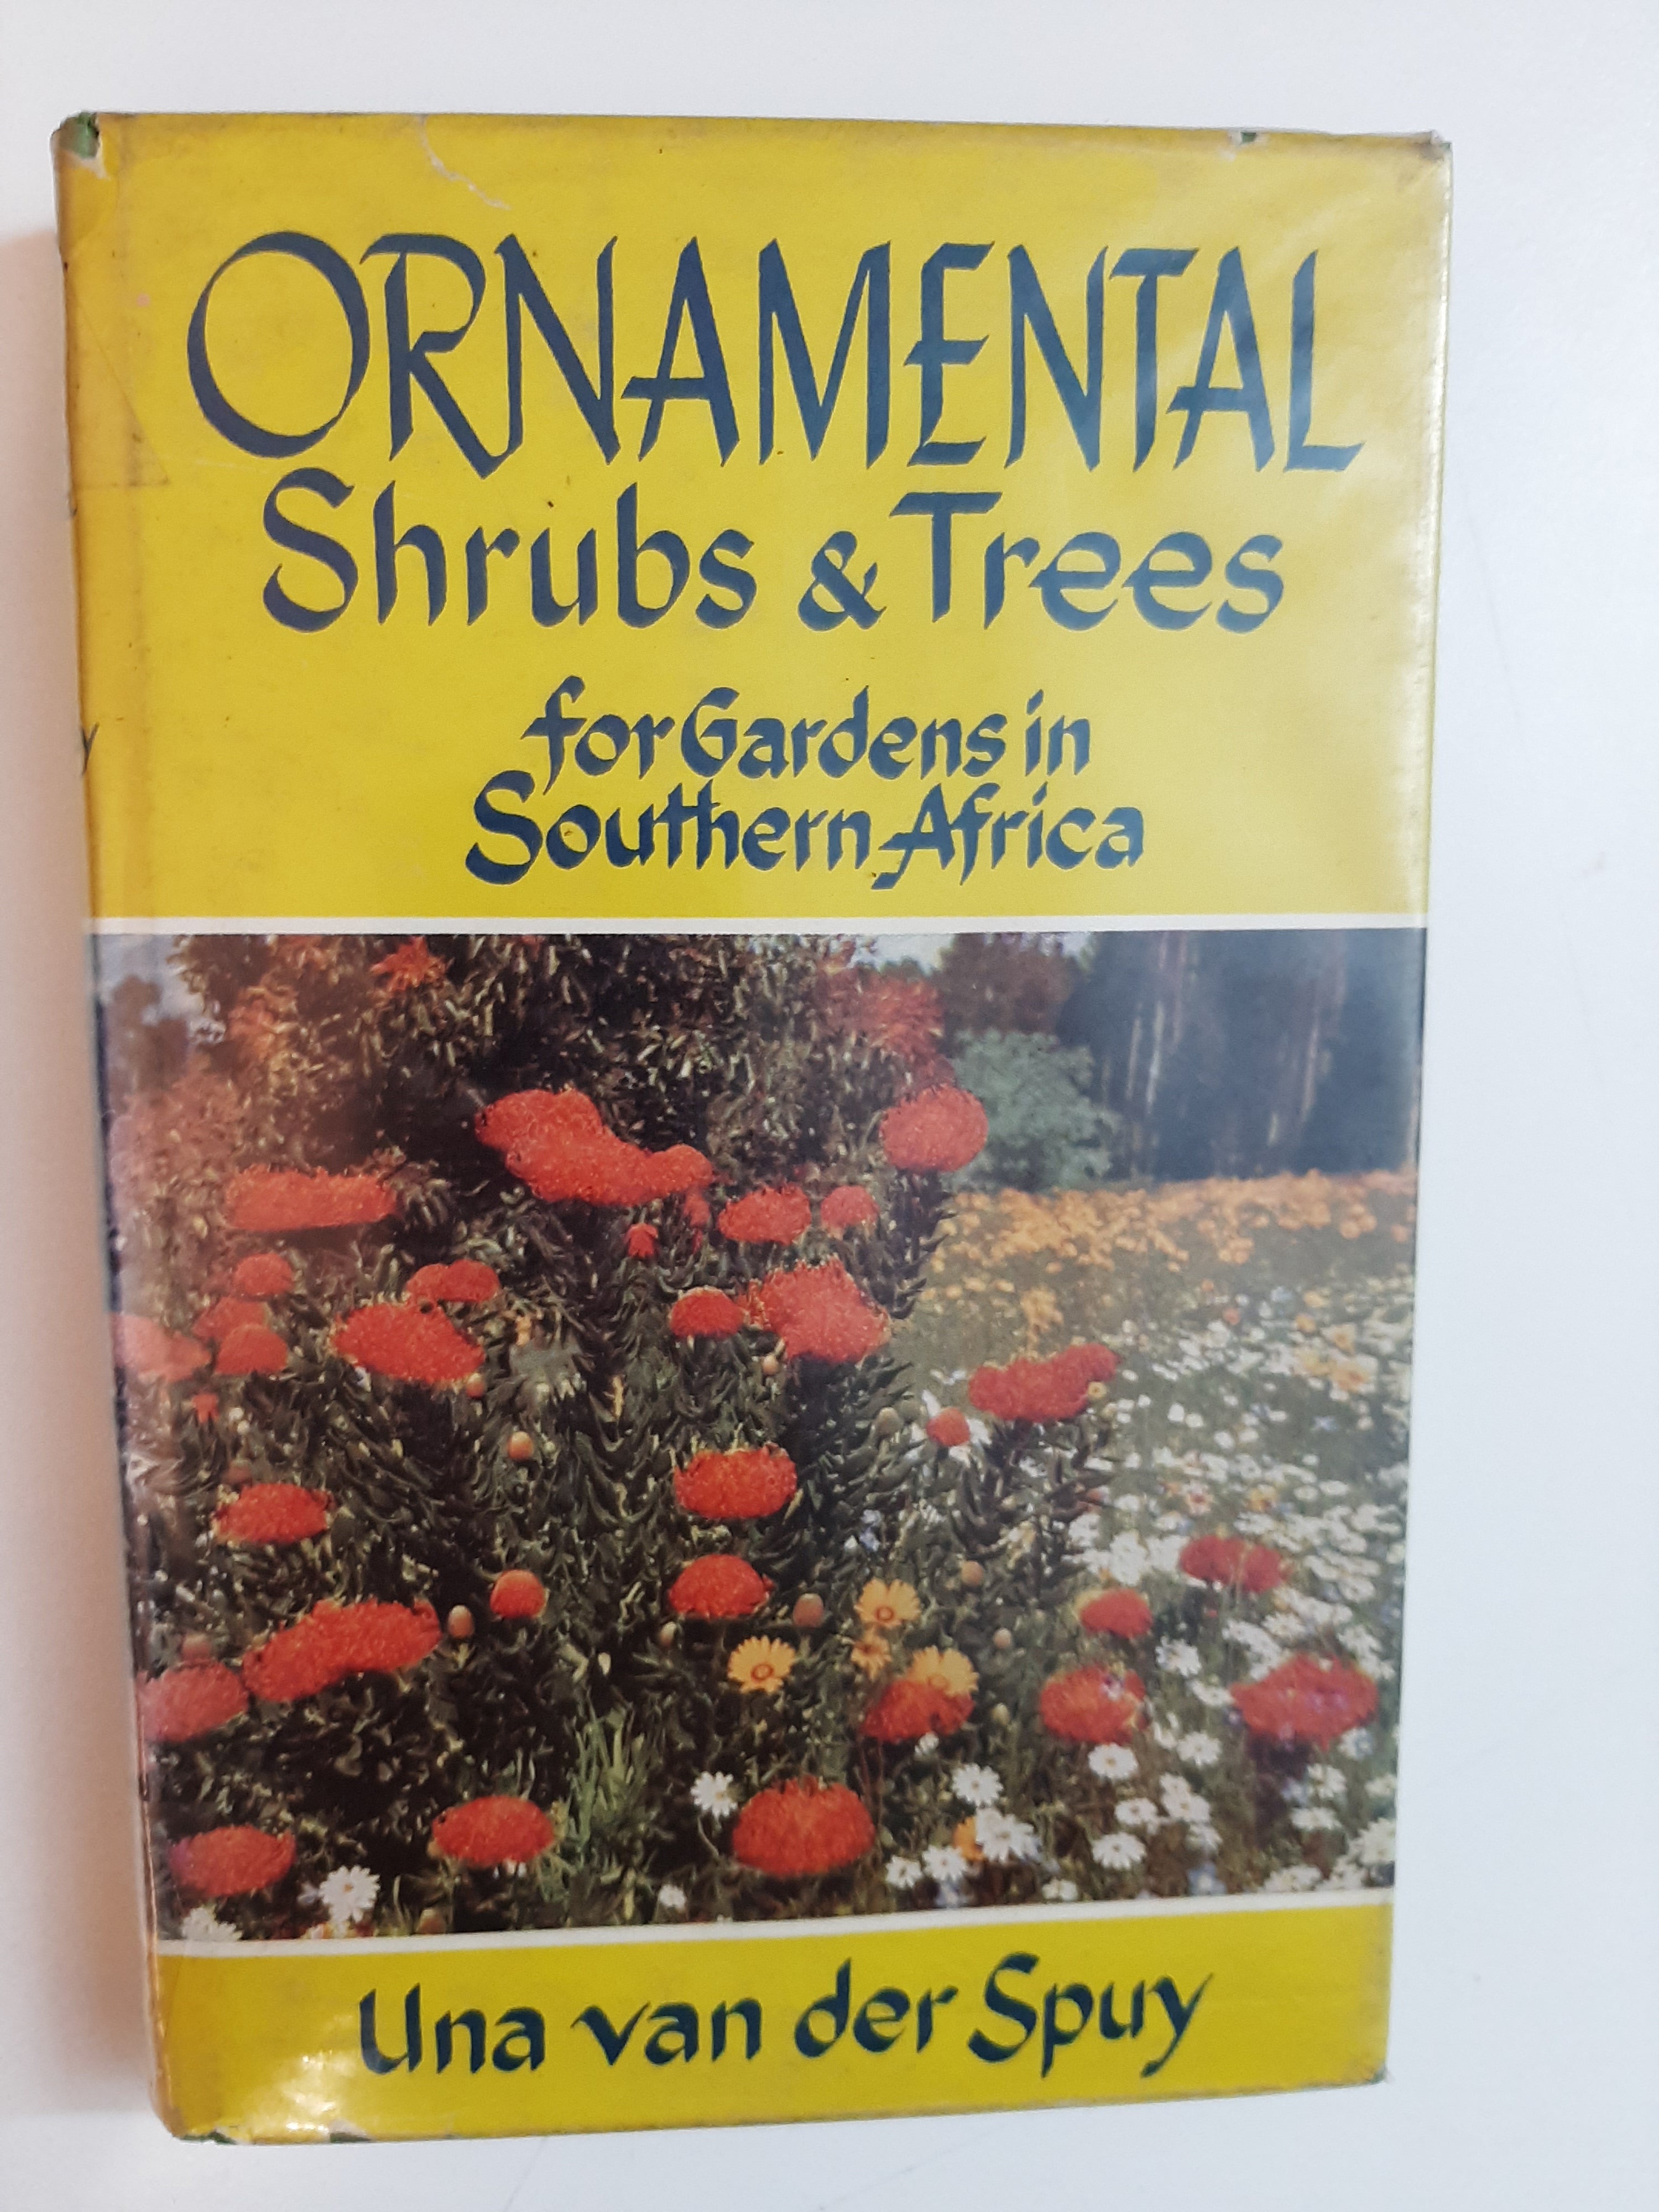 ORNAMENTAL
Shrubs & Trees
for Gardens in
Southern Africa
Una van der Spuy